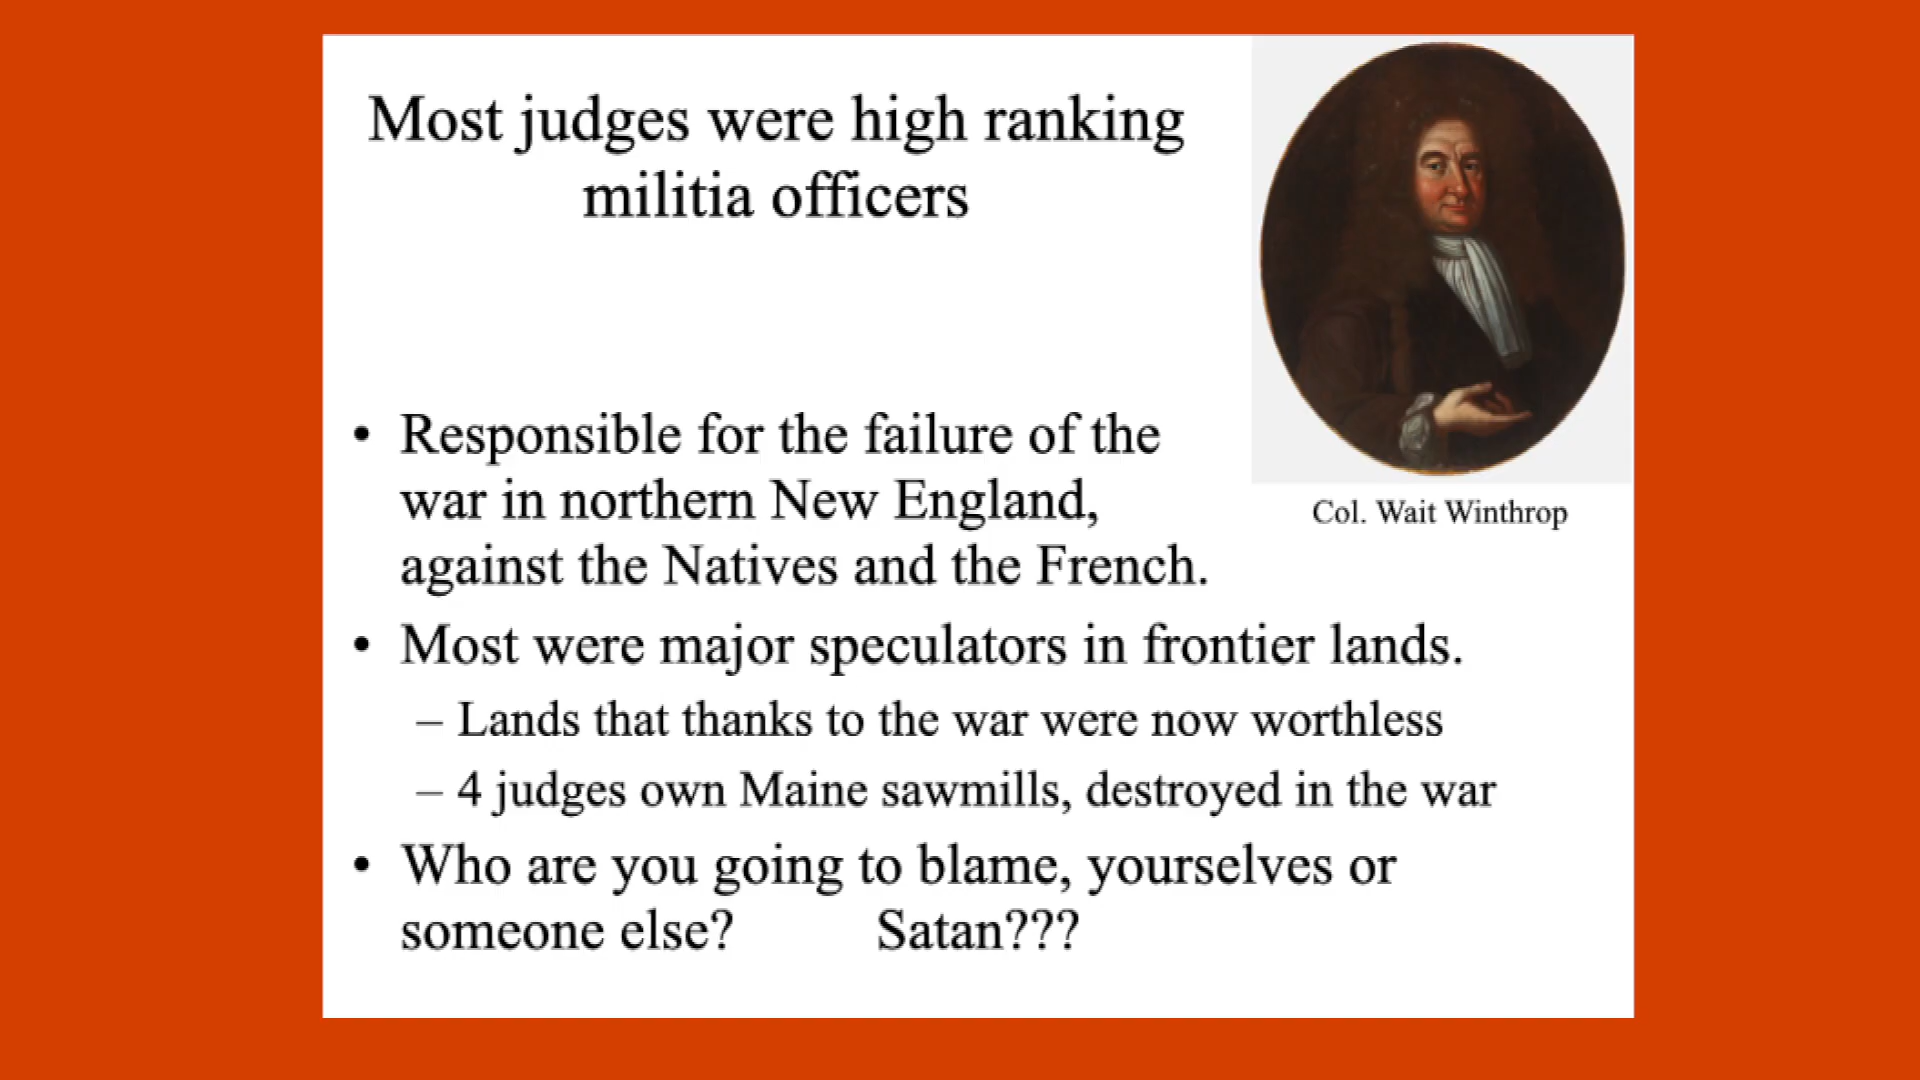 Most judges were high ranking
militia officers
Col. Wait Winthrop
• Responsible for the failure of the
war in northern New England,
against the Natives and the French.
• Most were major speculators in frontier lands.
– Lands that thanks to the war were now worthless
– 4 judges own Maine sawmills, destroyed in the war
• Who are you going to blame, yourselves or
someone else? Satan???